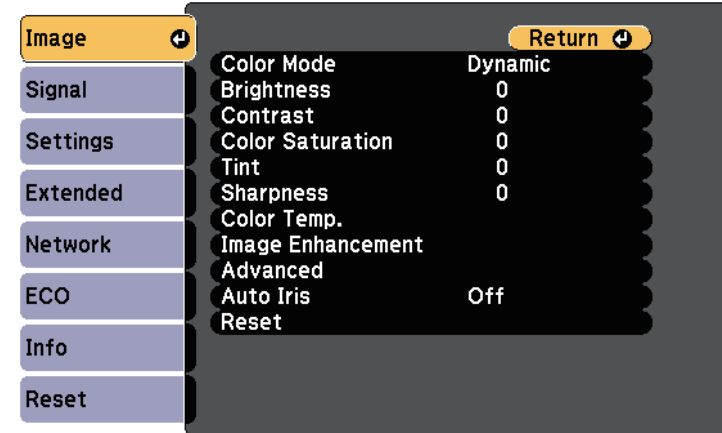 Image
Signal
Settings
Extended
Network
ECO
Info
Reset
Return
Color Mode Dynamic
Brightness 0
Contrast 0
Color Saturation 0
Tint 0
Sharpness 0
Color Temp.
Image Enhancement
Advanced
Auto Iris Off
Reset